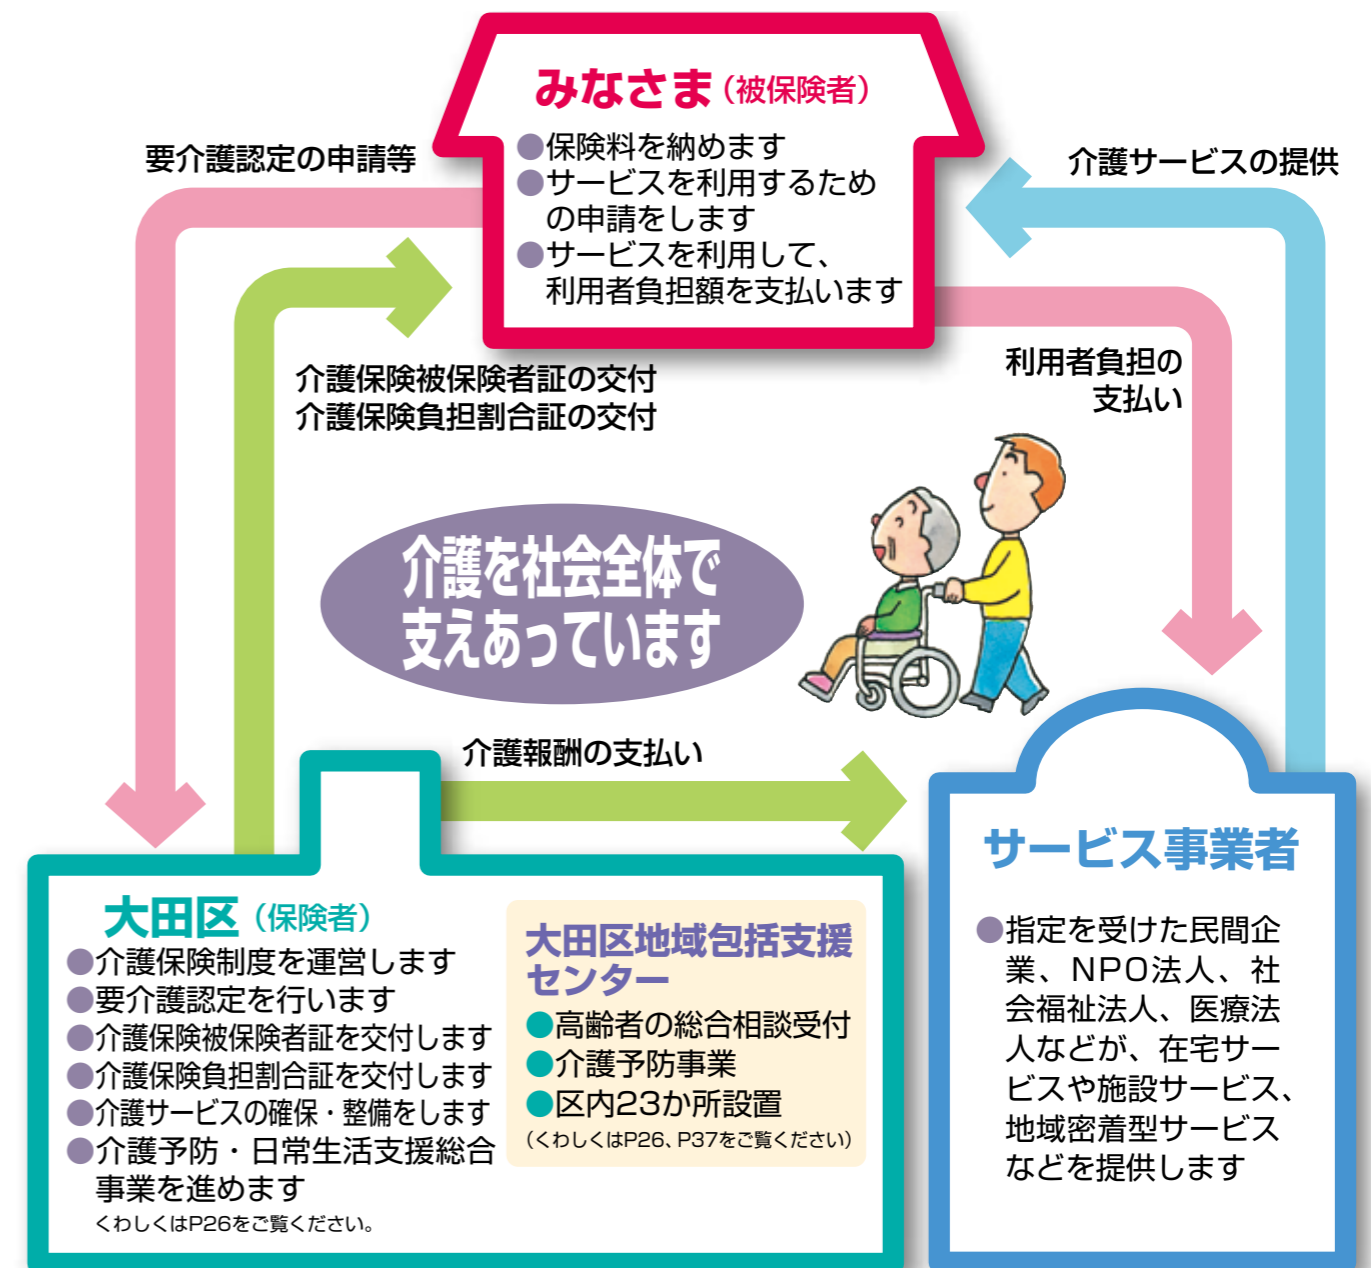 みなさま（被保険者）
●保険料を納めます
●サービスを利用するため
の申請をします
●サービスを利用して、
利用者負担額を支払います
要介護認定の申請等
介護サービスの提供
介護保険被保険者証の交付
介護保険負担割合証の交付
利用者負担の
支払い
介護を社会全体で
支えあっています
介護報酬の支払い
大田区（保険者）
●介護保険制度を運営します
●要介護認定を行います
●介護保険被保険者証を交付します
●介護保険負担割合証を交付します
●介護サービスの確保・整備をします
●介護予防・日常生活支援総合
事業を進めます
くわしくはP26をご覧ください。
大田区地域包括支援
センター
●高齢者の総合相談受付
●介護予防事業
●区内23か所設置
（くわしくはP26、P37をご覧ください）
サービス事業者
●指定を受けた民間企
業、NPO法人、社
会福祉法人、医療法
人などが、在宅サー
ビスや施設サービス、
地域密着型サービス
などを提供します